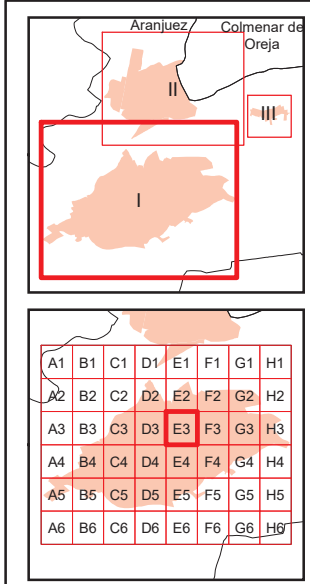 Aranjuez
Colmenar de
Oreja
II
III
I
A1 B1 C1 D1 E1 F1 G1 H1
A2 B2 C2 D2 E2 F2 G2 H2
A3 B3 C3 D3 E3 F3 G3 H3
A4 B4 C4 D4 E4 F4 G4 H4
A5 B5 C5 D5 E5 F5 G5 H5
A6 B6 C6 D6 E6 F6 G6 H6